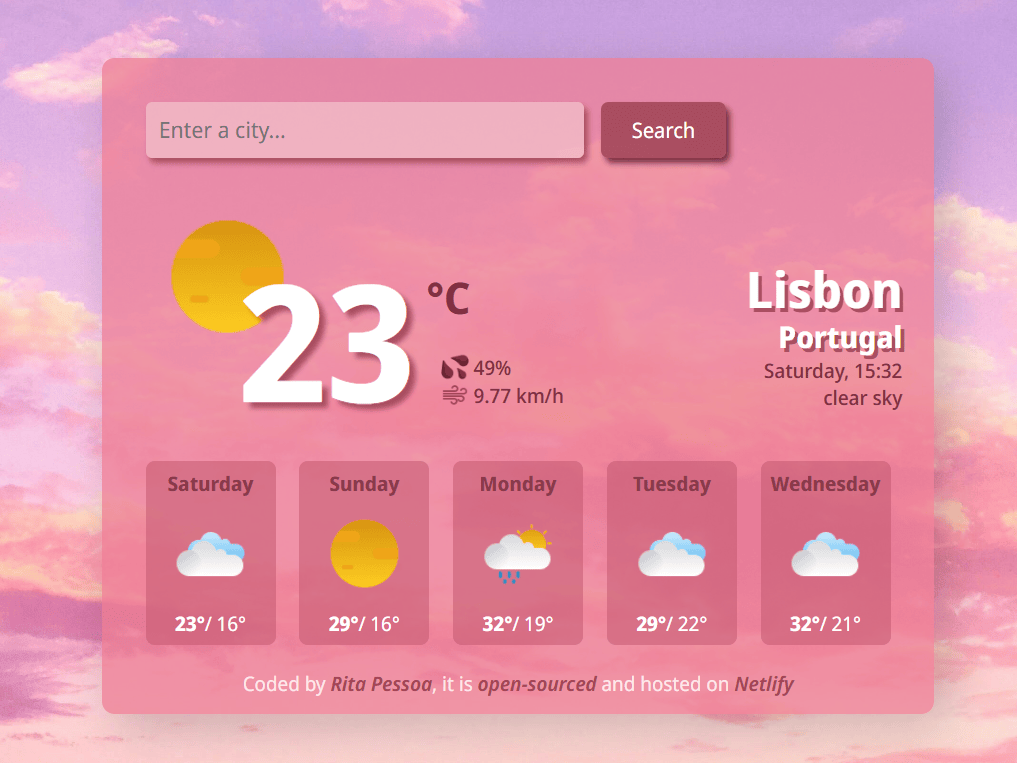 Enter a city...
Search
23
°C
49%
9.77 km/h
Lisbon
Portugal
Saturday, 15:32
clear sky
Saturday
23°/ 16°
Sunday
29°/ 16°
Monday
32°/ 19°
Tuesday
29°/ 22°
Wednesday
32°/ 21°
Coded by Rita Pessoa, it is open-sourced and hosted on Netlify